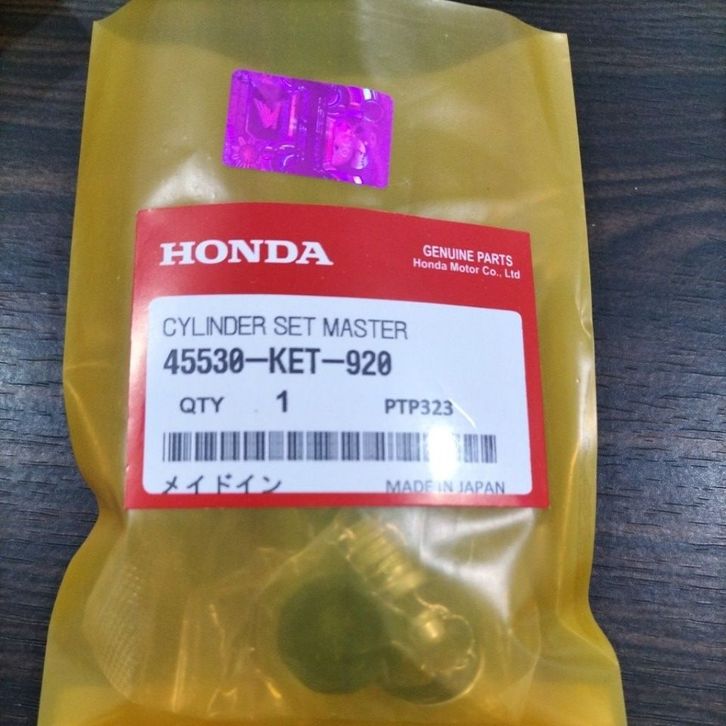 HONDA
GENUINE PARTS
Honda Motor Co., Ltd
CYLINDER SET MASTER
45530-KET-920
QTY 1 PTP323
メイドイン MADE IN JAPAN